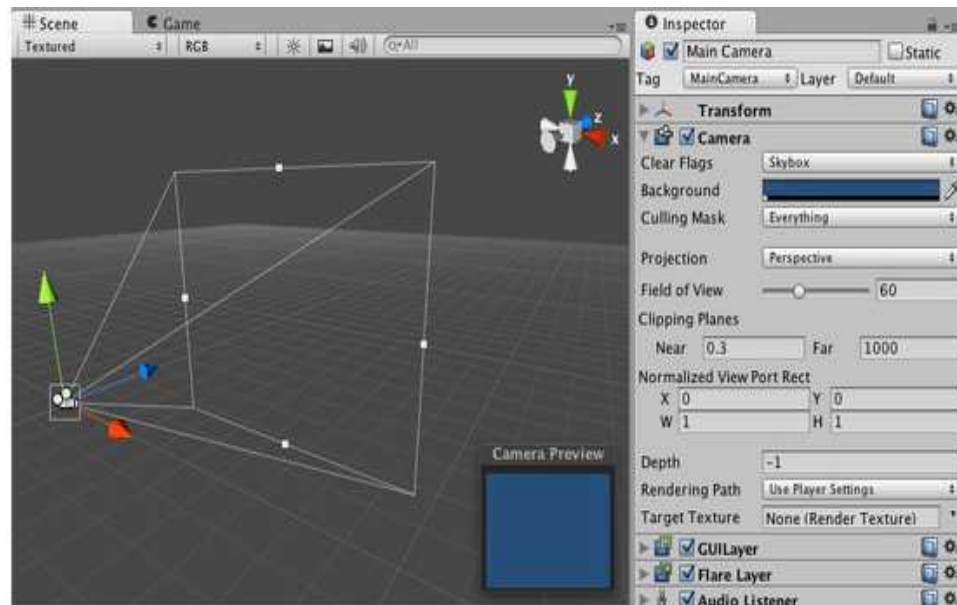 Scene
Game
Textured
RGB
All
y
z
x
Camera Preview
Inspector
Main Camera
Static
Tag
MainCamera
Layer
Default
Transform
Camera
Clear Flags
Skybox
Background
Culling Mask
Everything
Projection
Perspective
Field of View
60
Clipping Planes
Near
0.3
Far
1000
Normalized View Port Rect
X
0
Y
0
W
1
H
1
Depth
-1
Rendering Path
Use Player Settings
Target Texture
None (Render Texture)
GUILayer
Flare Layer
Audio Listener